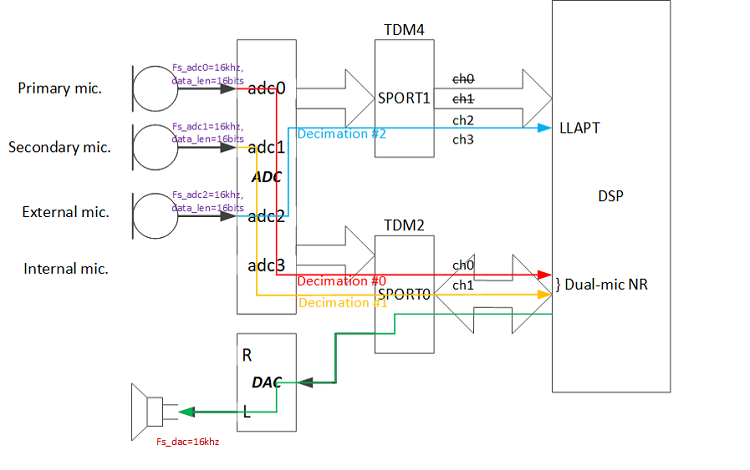 TDM4
Fs_adc0=16khz,
data_len=16bits
Primary mic.
adc0
SPORT1
ch0
ch1
ch2
ch3
Fs_adc1=16khz,
data_len=16bits
Secondary mic.
adc1
Decimation #2
LLAPT
ADC
DSP
Fs_adc2=16khz,
data_len=16bits
External mic.
adc2
TDM2
Internal mic.
adc3
ch0
Decimation #0
ch1
} Dual-mic NR
SPORT0
Decimation #1
R
DAC
L
Fs_dac=16khz